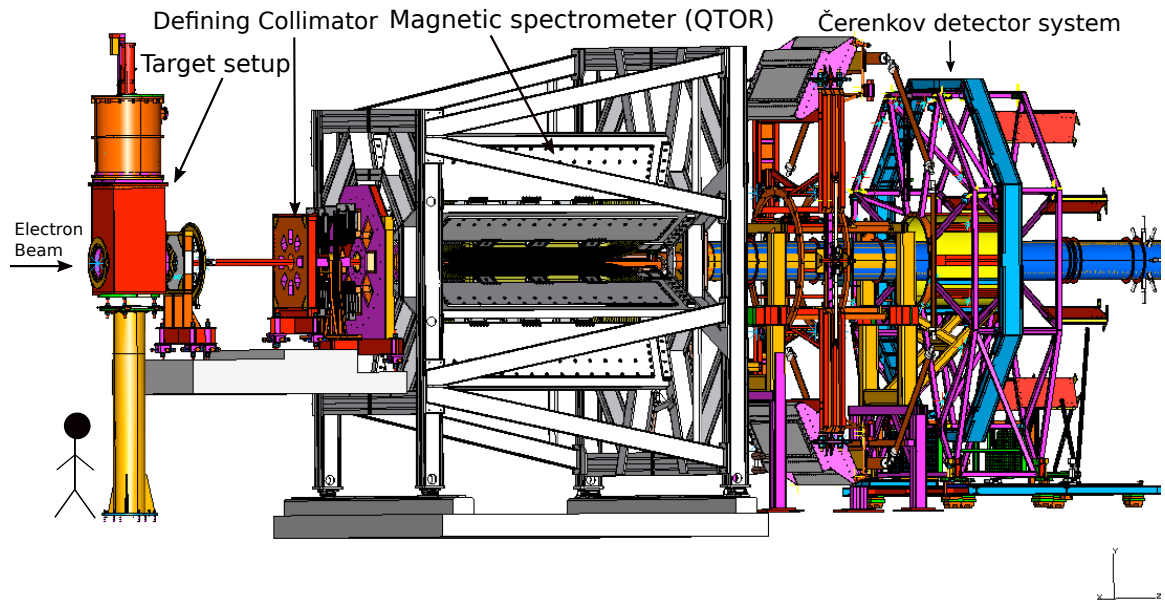 Defining Collimator
Magnetic spectrometer (QTOR)
Čerenkov detector system
Target setup
Electron
Beam
Y
X
Z